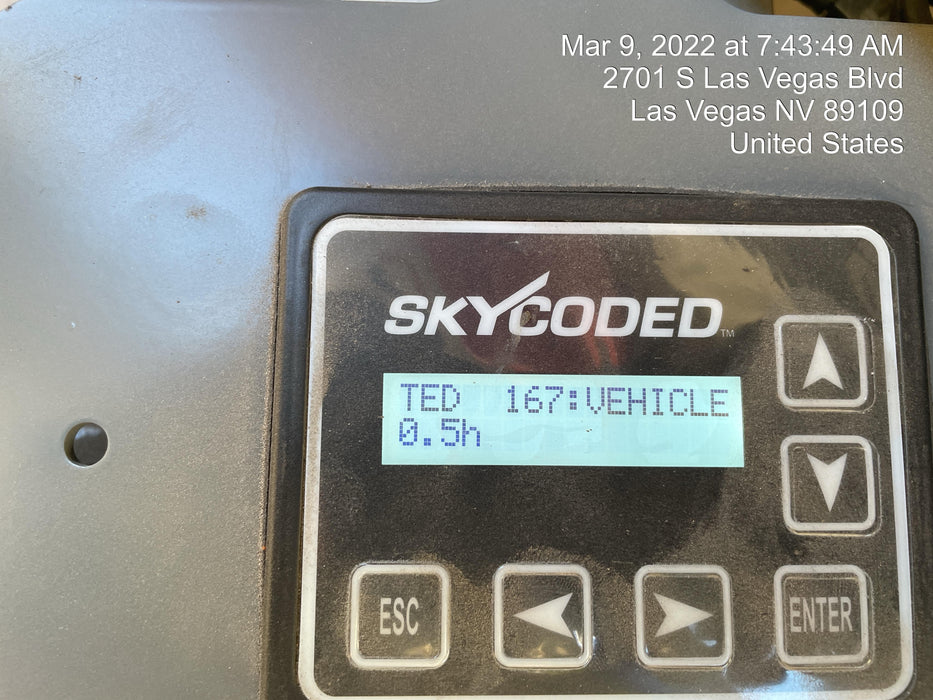 Mar 9, 2022 at 7:43:49 AM
2701 S Las Vegas Blvd
Las Vegas NV 89109
United States
SKYCODED™
TED 167:VEHICLE
0.5h
ESC
ENTER